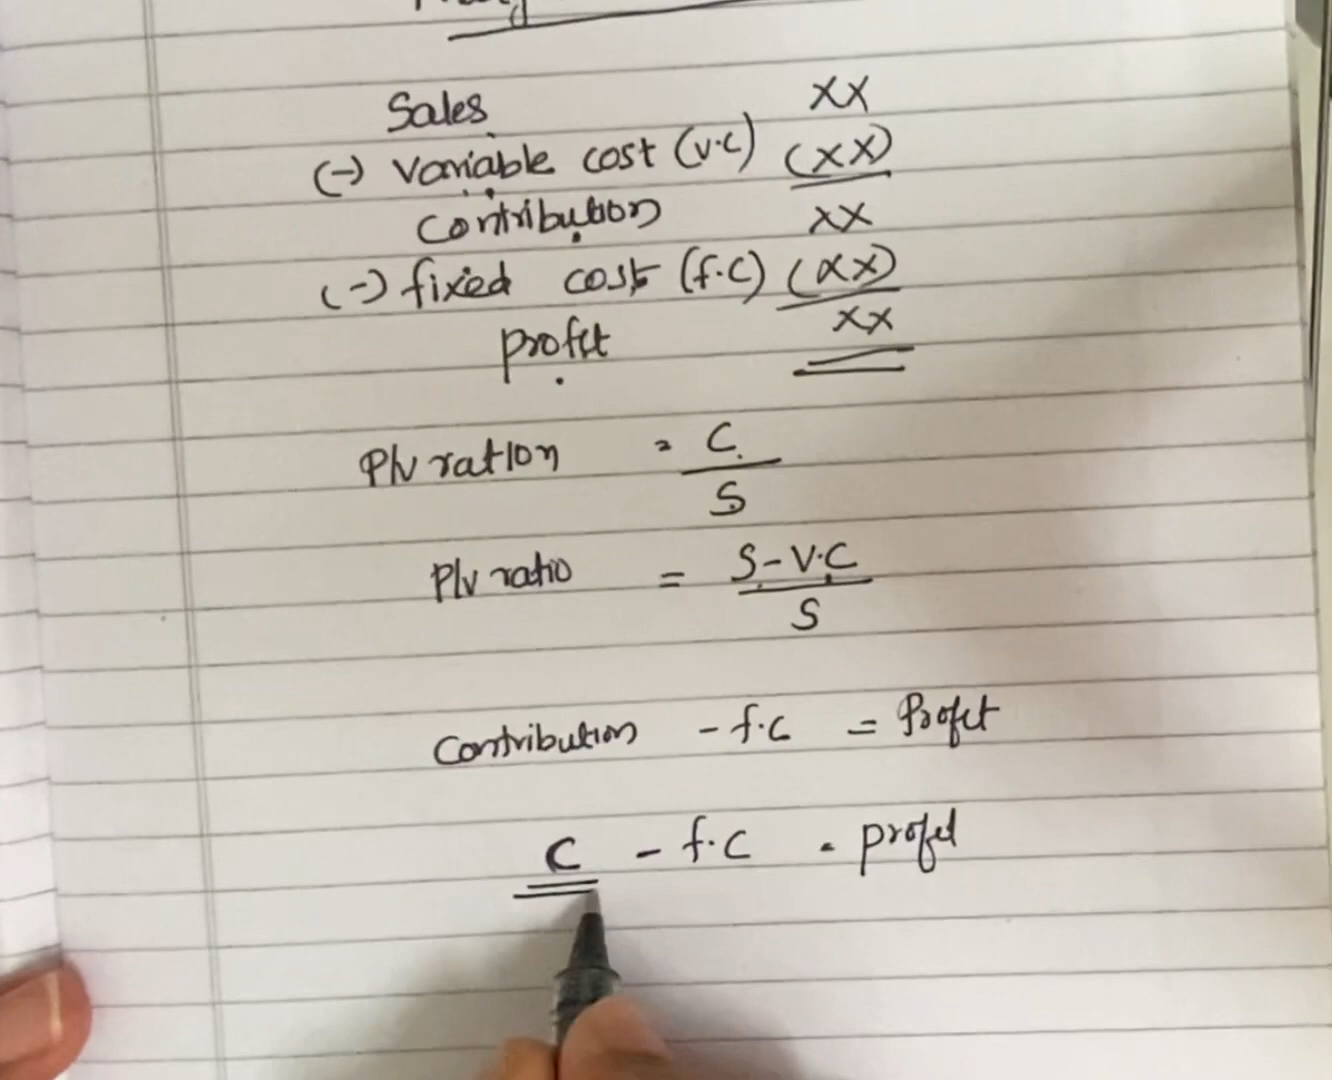 Sales XX
(-) Variable cost (v.c) (XX)
Contribution XX
(-) fixed cost (f.c) (XX)
profit XX
P/v ration = C
S
P/v ratio = S - V.C
S
Contribution - f.c = Profit
C - f.c = profit